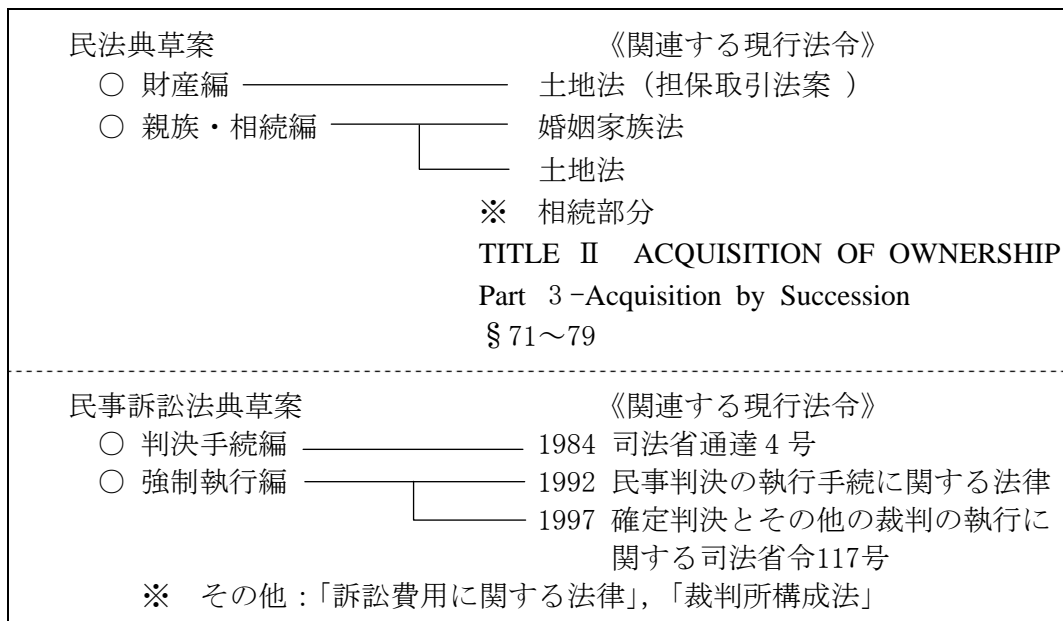 民法典草案 《関連する現行法令》
○ 財産編 土地法（担保取引法案 ）
○ 親族・相続編 婚姻家族法
土地法
※ 相続部分
TITLE Ⅱ ACQUISITION OF OWNERSHIP
Part 3-Acquisition by Succession
§71～79
民事訴訟法典草案 《関連する現行法令》
○ 判決手続編 1984 司法省通達４号
○ 強制執行編 1992 民事判決の執行手続に関する法律
1997 確定判決とその他の裁判の執行に
関する司法省令117号
※ その他：「訴訟費用に関する法律」，「裁判所構成法」